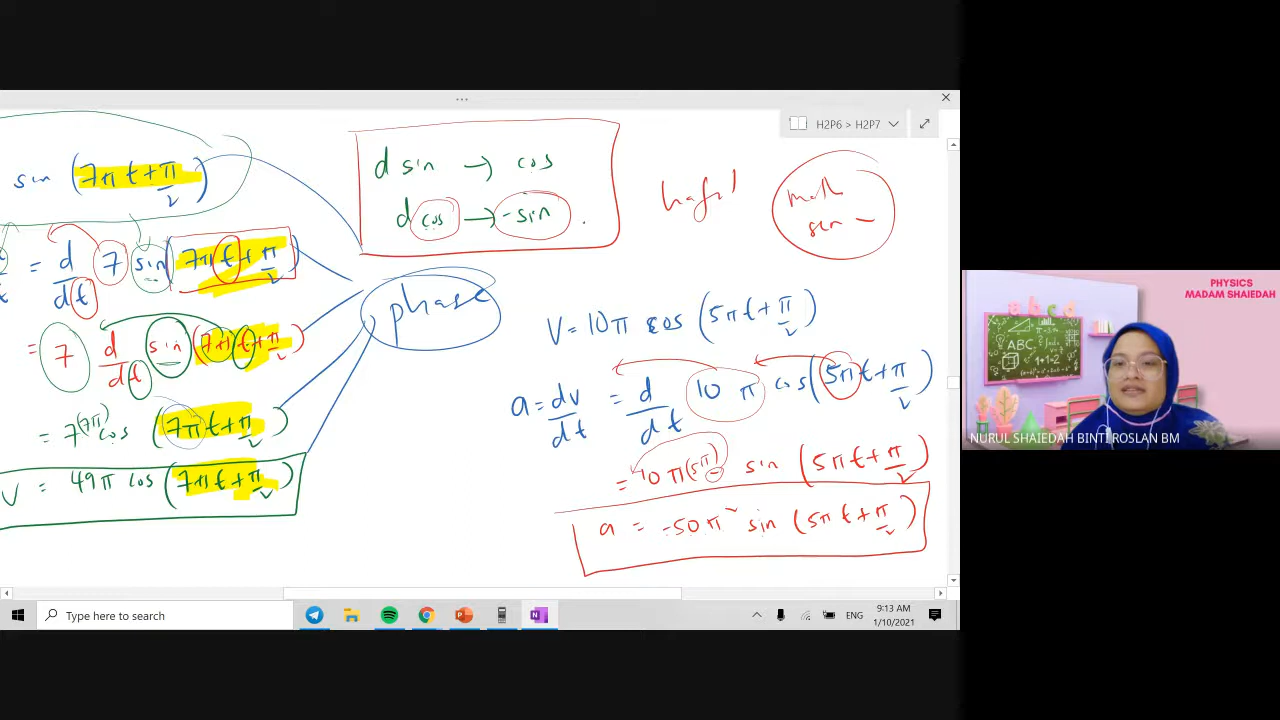 H2P6 > H2P7
sin (7πt+π/2)
= d/dt 7 sin (7πt+π/2)
= 7 d/dt sin (7πt+π/2)
= 7(7π) cos (7πt+π/2)
V = 49π cos (7πt+π/2)
d sin → cos
d cos → -sin
phase
math
V = 10π cos (5πt+π/2)
a = dv/dt = d/dt 10 π cos (5πt+π/2)
= 10π(5π) - sin (5πt+π/2)
a = -50π² sin (5πt+π/2)
PHYSICS
MADAM SHAIEDAH
ABC
NURUL SHAIEDAH BINTI ROSLAN BM
Type here to search
ENG
9:13 AM
1/10/2021